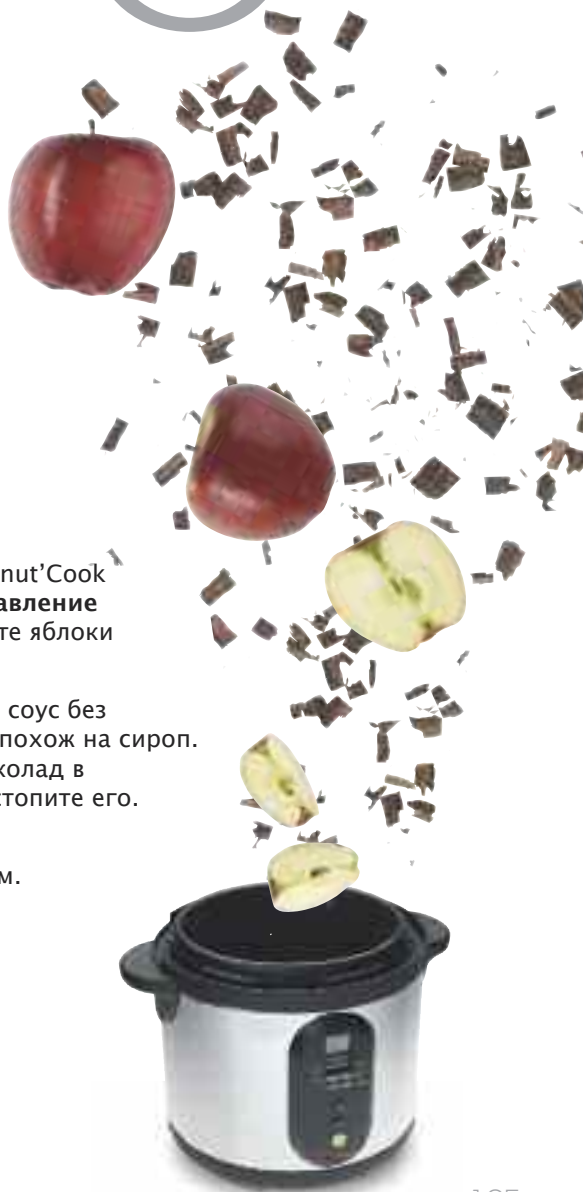 nut’Cook
авление
те яблоки
соус без
похож на сироп.
колад в
стопите его.
м.